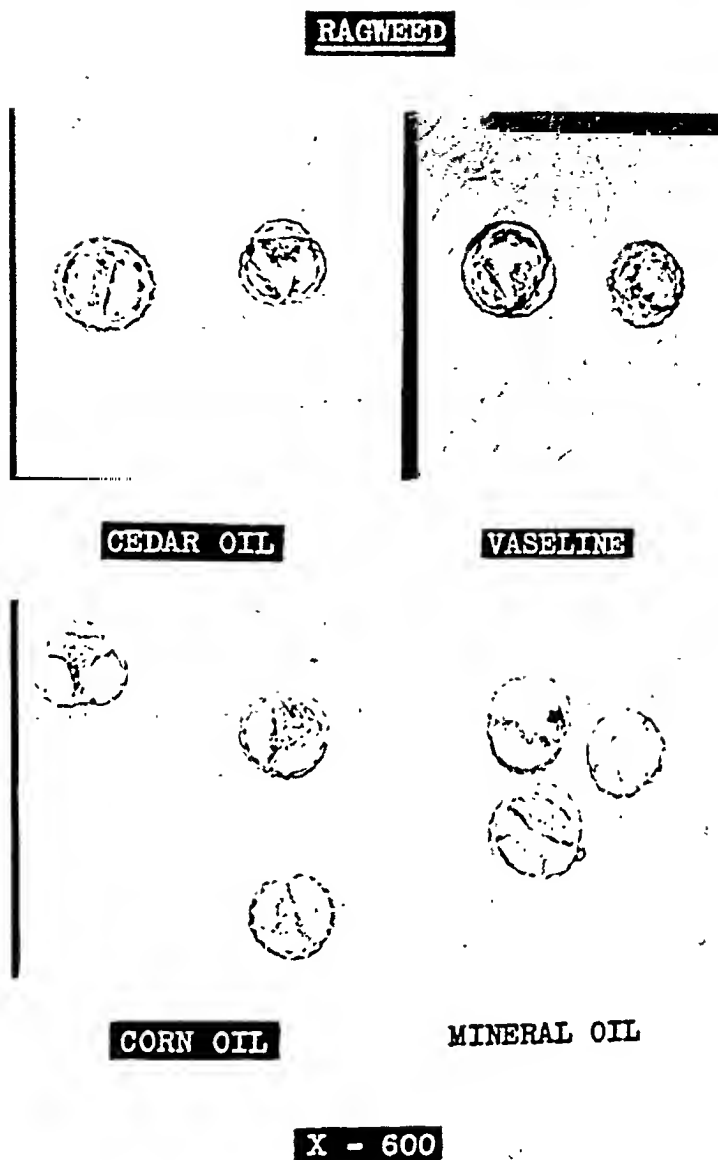 RAGWEED
CEDAR OIL VASELINE
CORN OIL MINERAL OIL
X - 600